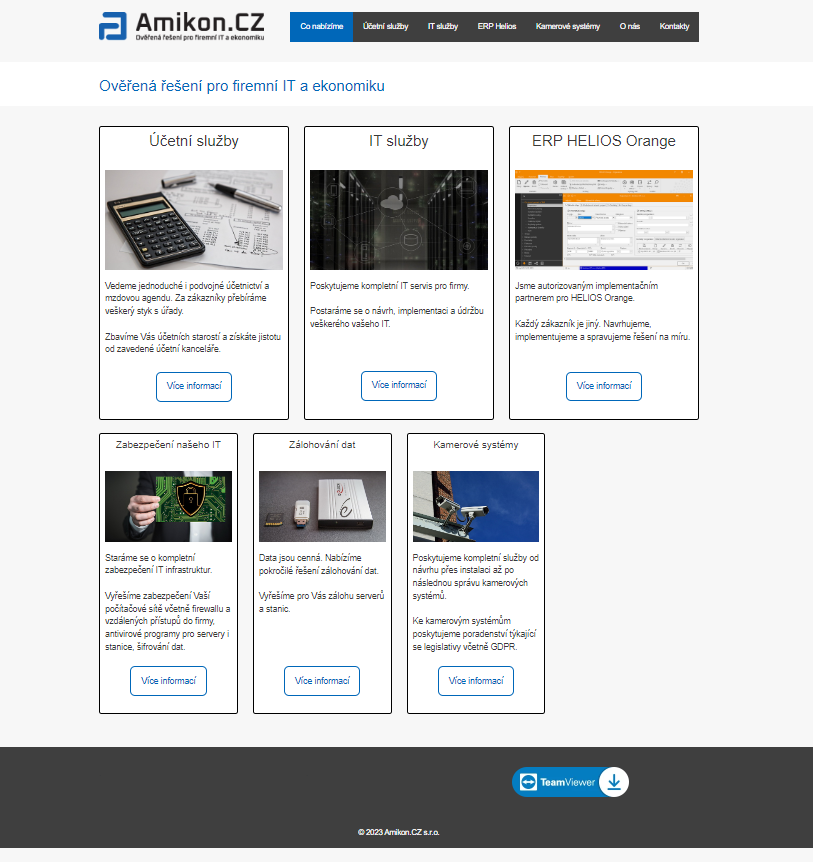 Amikon.CZ
Ověřená řešení pro firemní IT a ekonomiku
Co nabízíme
Účetní služby
IT služby
ERP Helios
Kamerové systémy
O nás
Kontakty
Ověřená řešení pro firemní IT a ekonomiku
Účetní služby
Vedeme jednoduché i podvojné účetnictví a
mzdovou agendu. Za zákazníky přebíráme
veškerý styk s úřady.
Zbavíme Vás účetních starostí a získáte jistotu
od zavedené účetní kanceláře.
Více informací
IT služby
Poskytujeme kompletní IT servis pro firmy.
Postaráme se o návrh, implementaci a údržbu
veškerého vašeho IT.
Více informací
ERP HELIOS Orange
Jsme autorizovaným implementačním
partnerem pro HELIOS Orange.
Každý zákazník je jiný. Navrhujeme,
implementujeme a spravujeme řešení na míru.
Více informací
Zabezpečení našeho IT
Staráme se o kompletní
zabezpečení IT infrastruktur.
Vyřešíme zabezpečení Vaší
počítačové sítě včetně firewallu a
vzdálených přístupů do firmy,
antivirové programy pro servery i
stanice, šifrování dat.
Více informací
Zálohování dat
Data jsou cenná. Nabízíme
pokročilé řešení zálohování dat.
Vyřešíme pro Vás zálohu serverů
a stanic.
Více informací
Kamerové systémy
Poskytujeme kompletní služby od
návrhu přes instalaci až po
následnou správu kamerových
systémů.
Ke kamerovým systémům
poskytujeme poradenství týkající
se legislativy včetně GDPR.
Více informací
TeamViewer
© 2023 Amikon.CZ s.r.o.